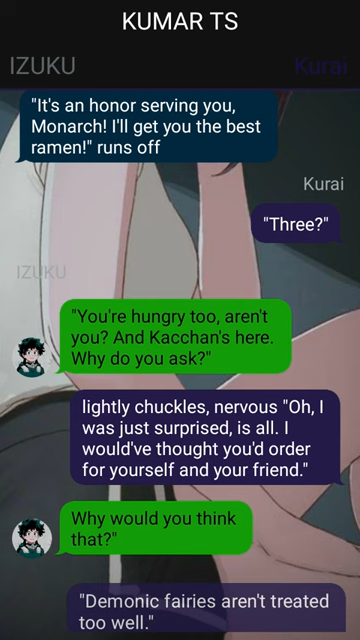 KUMAR TS
IZUKU
Kurai
"It's an honor serving you,
Monarch! I'll get you the best
ramen!" runs off
Kurai
"Three?"
IZUKU
"You're hungry too, aren't
you? And Kacchan's here.
Why do you ask?"
lightly chuckles, nervous "Oh, I
was just surprised, is all. I
would've thought you'd order
for yourself and your friend."
Why would you think
that?"
"Demonic fairies aren't treated
too well."